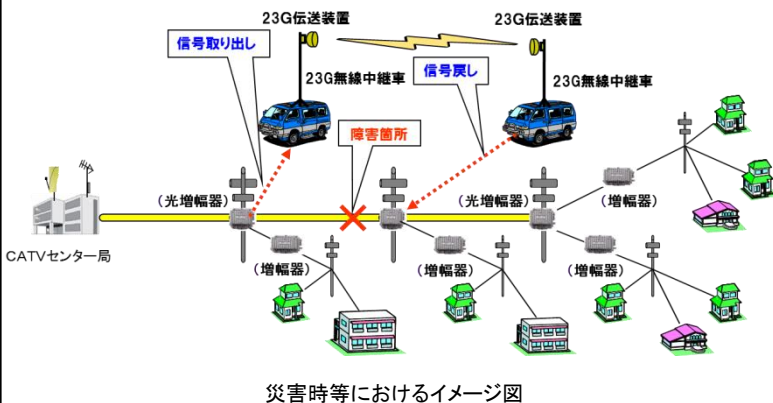 23G伝送装置
23G伝送装置
信号取り出し
信号戻し
23G無線中継車
23G無線中継車
障害箇所
(光増幅器)
(光増幅器)
(増幅器)
CATVセンター局
(増幅器)
(増幅器)
(増幅器)
災害時等におけるイメージ図